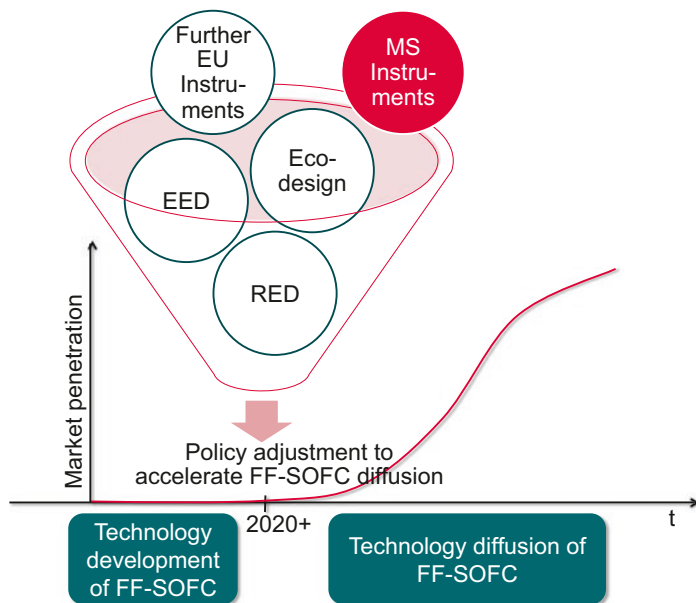 Further
EU
Instru-
ments
MS
Instru-
ments
Eco-
design
EED
RED
Market penetration
Policy adjustment to
accelerate FF-SOFC diffusion
2020+
t
Technology
development
of FF-SOFC
Technology diffusion of
FF-SOFC